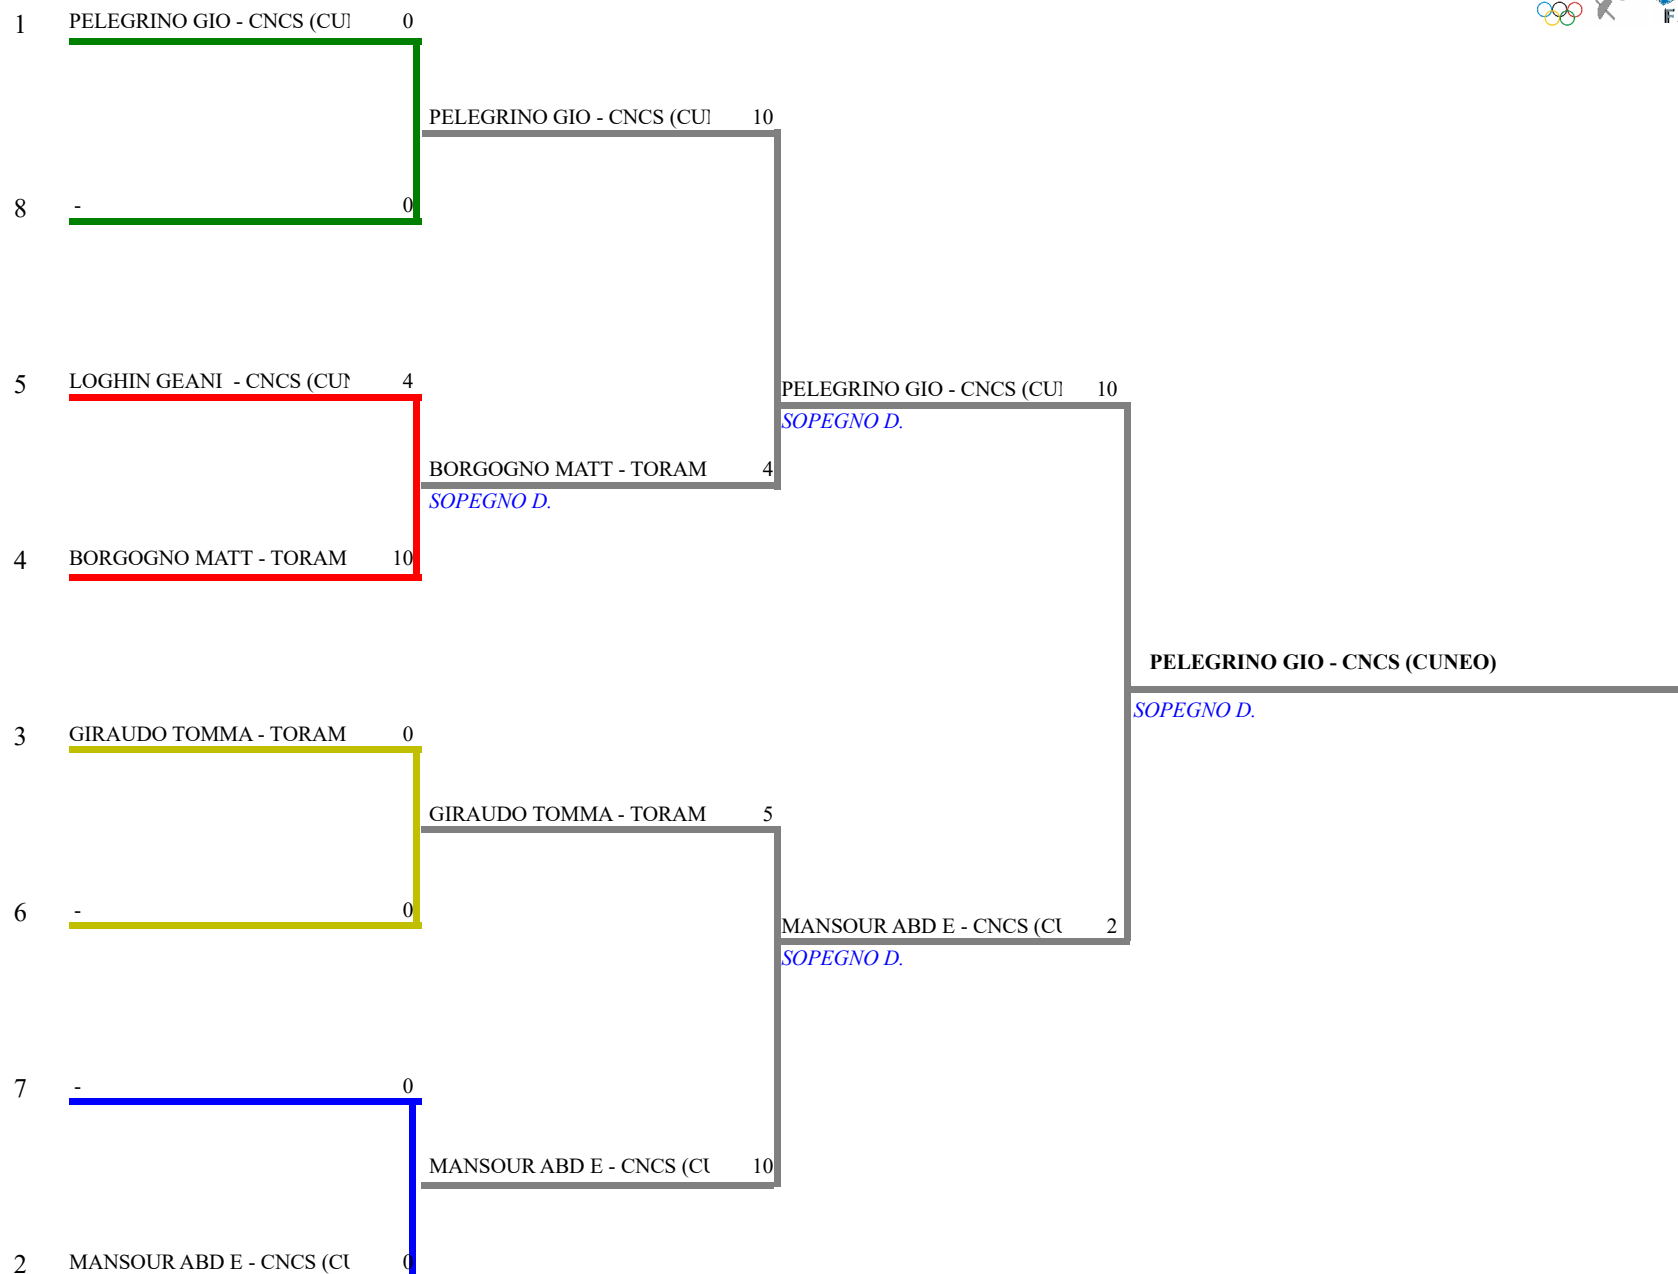 1 PELEGRINO GIO - CNCS (CU 0
PELEGRINO GIO - CNCS (CU 10
8 - 0
5 LOGHIN GEANI - CNCS (CUN 4
PELEGRINO GIO - CNCS (CU 10
SOPEGNO D.
BORGOGNO MATT - TORAM 4
SOPEGNO D.
4 BORGOGNO MATT - TORAM 10
PELEGRINO GIO - CNCS (CUNEO)
SOPEGNO D.
3 GIRAUDO TOMMA - TORAM 0
GIRAUDO TOMMA - TORAM 5
6 - 0
MANSOUR ABD E - CNCS (CU 2
SOPEGNO D.
7 - 0
MANSOUR ABD E - CNCS (CU 10
2 MANSOUR ABD E - CNCS (CU 0